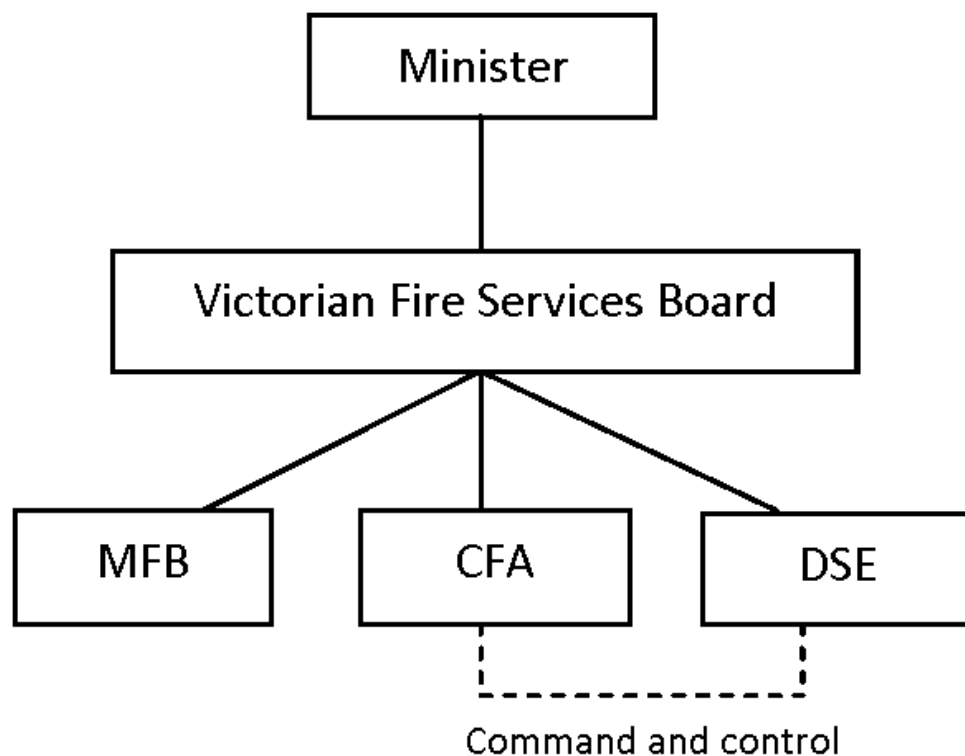 Minister
Victorian Fire Services Board
MFB
CFA
DSE
Command and control